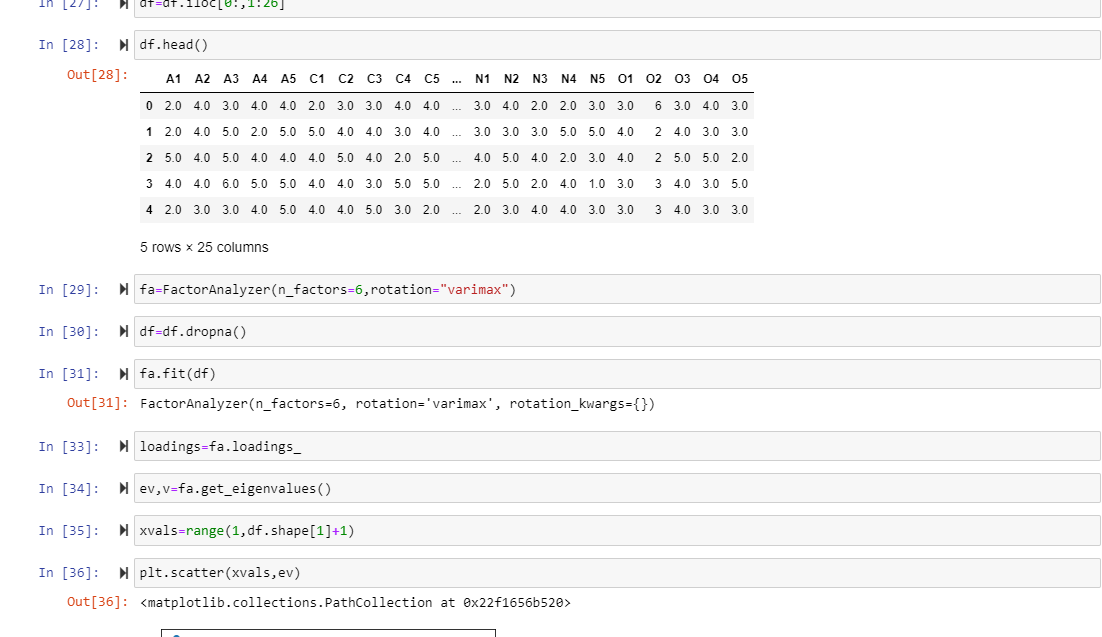 In [27]: df=df.iloc[0:,1:26]
In [28]: df.head()
Out[28]:
A1 A2 A3 A4 A5 C1 C2 C3 C4 C5 ... N1 N2 N3 N4 N5 O1 O2 O3 O4 O5
0 2.0 4.0 3.0 4.0 4.0 2.0 3.0 3.0 4.0 4.0 ... 3.0 4.0 2.0 2.0 3.0 3.0 6 3.0 4.0 3.0
1 2.0 4.0 5.0 2.0 5.0 5.0 4.0 4.0 3.0 4.0 ... 3.0 3.0 3.0 5.0 5.0 4.0 2 4.0 3.0 3.0
2 5.0 4.0 5.0 4.0 4.0 4.0 5.0 4.0 2.0 5.0 ... 4.0 5.0 4.0 2.0 3.0 4.0 2 5.0 5.0 2.0
3 4.0 4.0 6.0 5.0 5.0 4.0 4.0 3.0 5.0 5.0 ... 2.0 5.0 2.0 4.0 1.0 3.0 3 4.0 3.0 5.0
4 2.0 3.0 3.0 4.0 5.0 4.0 4.0 5.0 3.0 2.0 ... 2.0 3.0 4.0 4.0 3.0 3.0 3 4.0 3.0 3.0
5 rows × 25 columns
In [29]: fa=FactorAnalyzer(n_factors=6,rotation="varimax")
In [30]: df=df.dropna()
In [31]: fa.fit(df)
Out[31]: FactorAnalyzer(n_factors=6, rotation='varimax', rotation_kwargs={})
In [33]: loadings=fa.loadings_
In [34]: ev,v=fa.get_eigenvalues()
In [35]: xvals=range(1,df.shape[1]+1)
In [36]: plt.scatter(xvals,ev)
Out[36]: <matplotlib.collections.PathCollection at 0x22f1656b520>